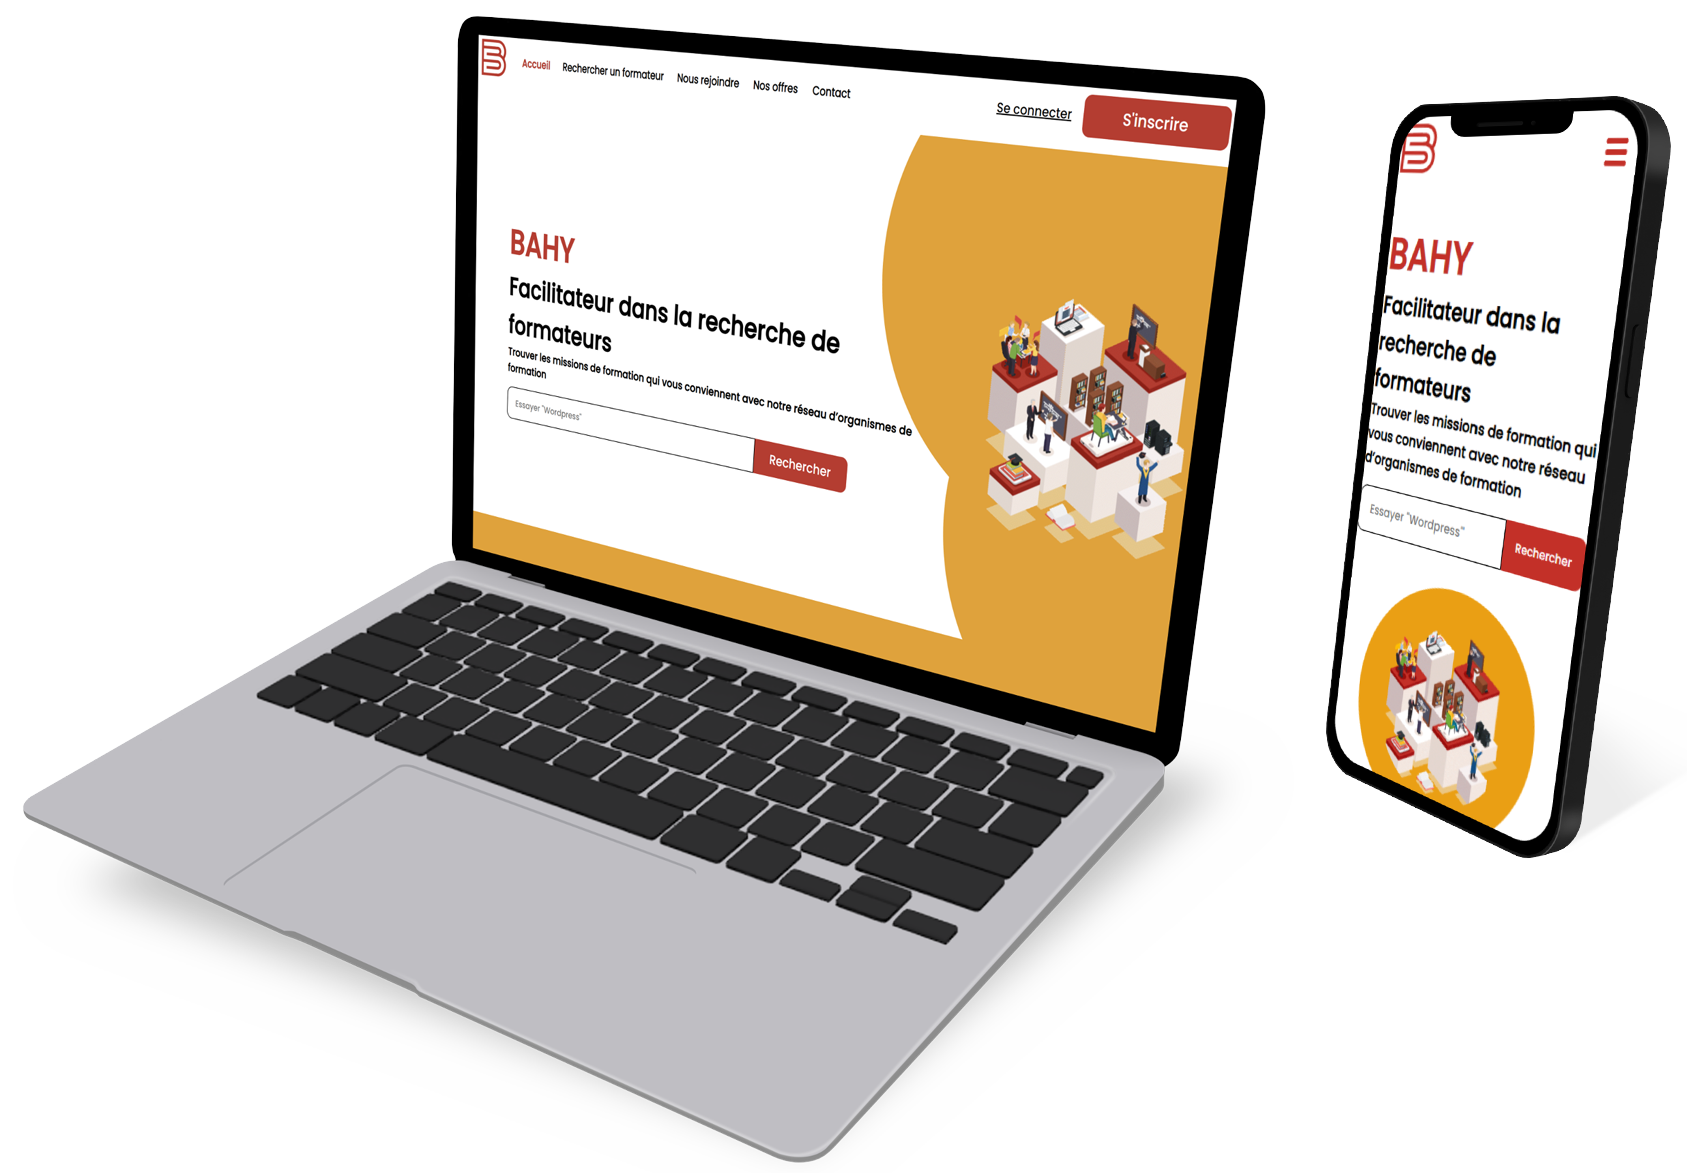 B
Accueil
Rechercher un formateur
Nous rejoindre
Nos offres
Contact
Se connecter
S'inscrire
BAHY
Facilitateur dans la recherche de
formateurs
Trouver les missions de formation qui vous conviennent avec notre réseau d'organismes de
formation
Essayer "Wordpress"
Rechercher
B
BAHY
Facilitateur dans la
recherche de
formateurs
Trouver les missions de formation qui
vous conviennent avec notre réseau
d'organismes de formation
Essayer "Wordpress"
Rechercher